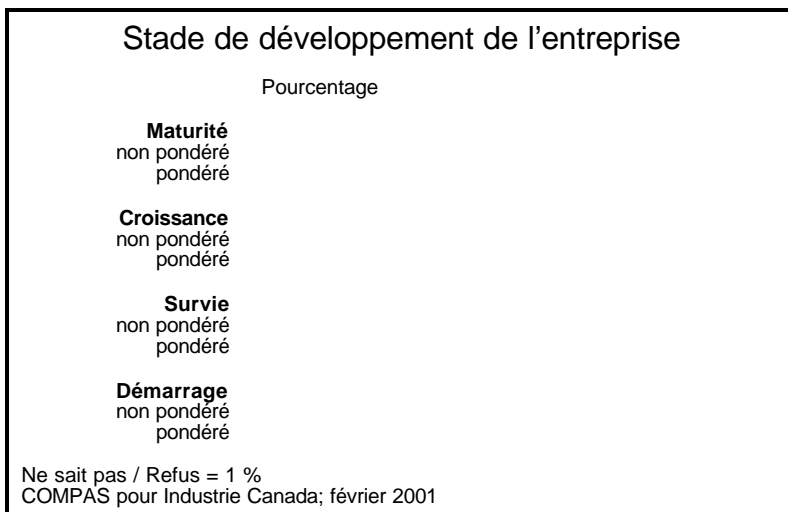 Stade de développement de l’entreprise
Pourcentage
Maturité
non pondéré
pondéré
Croissance
non pondéré
pondéré
Survie
non pondéré
pondéré
Démarrage
non pondéré
pondéré
Ne sait pas / Refus = 1 %
COMPAS pour Industrie Canada; février 2001